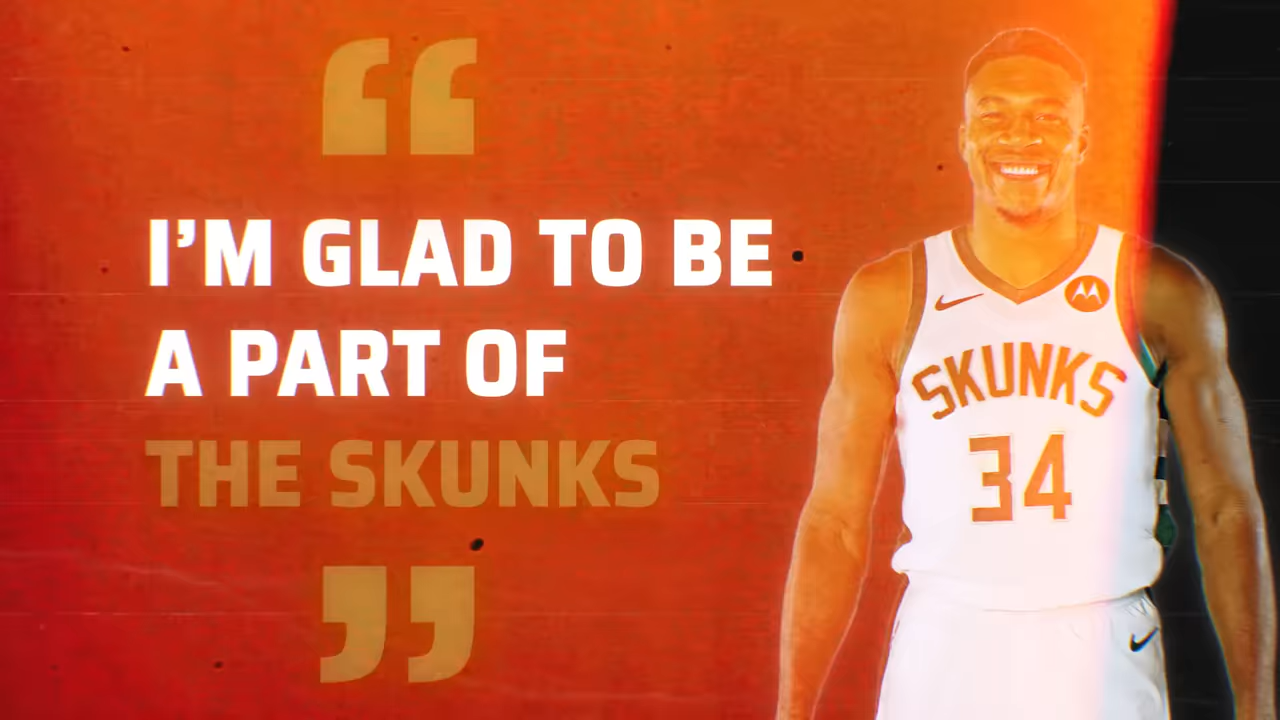 “
I’M GLAD TO BE
A PART OF
THE SKUNKS
”
SKUNKS
34